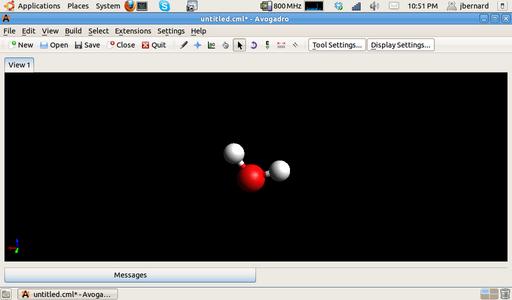 Applications Places System 800 MHz 10:51 PM jbernard
untitled.cml* - Avogadro
File Edit View Build Select Extensions Settings Help
New Open Save Close Quit E Tool Settings... Display Settings...
View 1
Messages
untitled.cml* - Avoga...